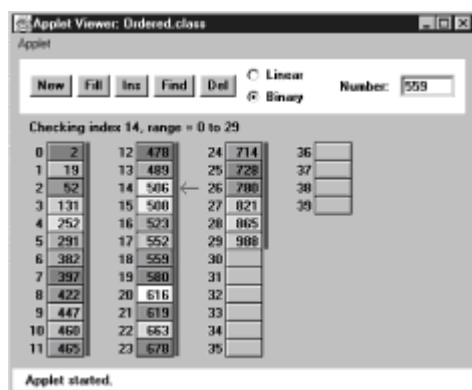 Applet Viewer: Ordered.class
Applet
New Fill Ins Find Del Linear Binary Number: 559
Checking index 14, range = 0 to 29
0 2 12 478 24 714 36
1 19 13 489 25 728 37
2 52 14 506 26 780 38
3 131 15 508 27 821 39
4 252 16 523 28 865
5 291 17 552 29 988
6 382 18 559 30
7 397 19 580 31
8 422 20 616 32
9 447 21 619 33
10 460 22 663 34
11 465 23 678 35
Applet started.